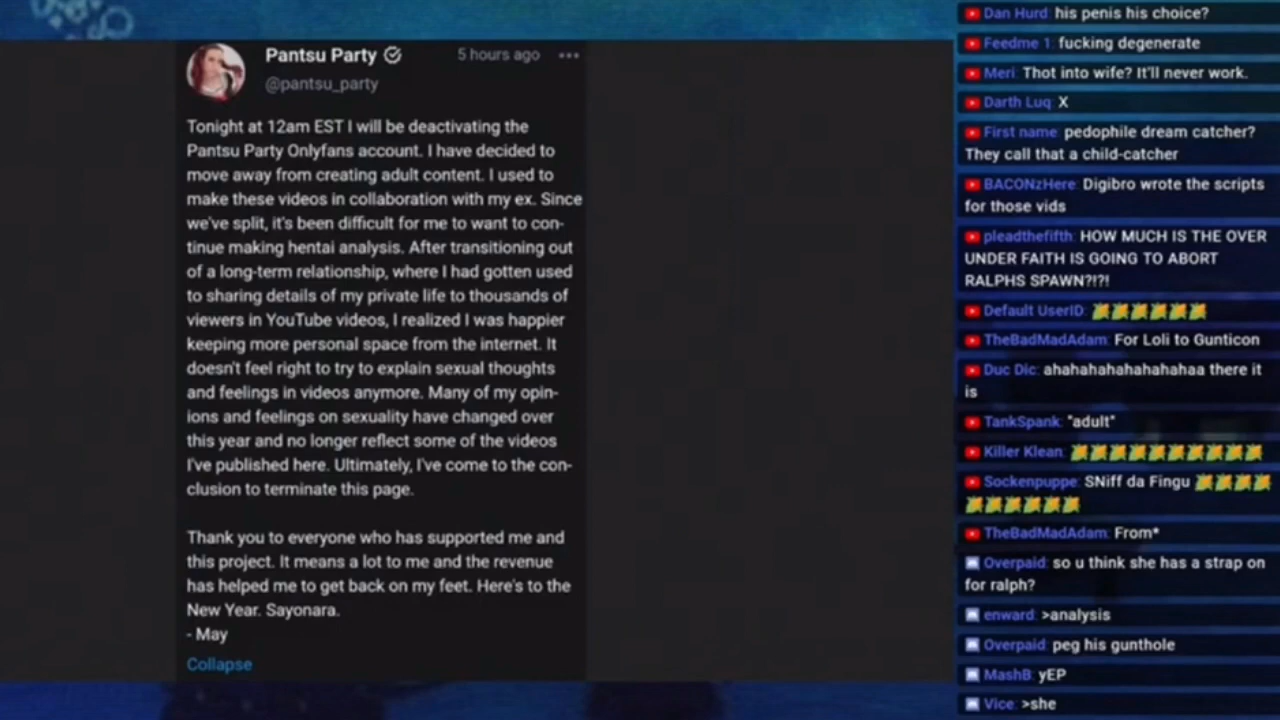 Pantsu Party
5 hours ago
@pantsu_party
Tonight at 12am EST I will be deactivating the
Pantsu Party Onlyfans account. I have decided to
move away from creating adult content. I used to
make these videos in collaboration with my ex. Since
we've split, it's been difficult for me to want to con-
tinue making hentai analysis. After transitioning out
of a long-term relationship, where I had gotten used
to sharing details of my private life to thousands of
viewers in YouTube videos, I realized I was happier
keeping more personal space from the internet. It
doesn't feel right to try to explain sexual thoughts
and feelings in videos anymore. Many of my opin-
ions and feelings on sexuality have changed over
this year and no longer reflect some of the videos
I've published here. Ultimately, I've come to the con-
clusion to terminate this page.
Thank you to everyone who has supported me and
this project. It means a lot to me and the revenue
has helped me to get back on my feet. Here's to the
New Year. Sayonara.
- May
Collapse
Dan Hurd: his penis his choice?
Feedme 1: fucking degenerate
Meri: Thot into wife? It'll never work.
Darth Luq: X
First name: pedophile dream catcher?
They call that a child-catcher
BACONzHere: Digibro wrote the scripts
for those vids
pleadthefifth: HOW MUCH IS THE OVER
UNDER FAITH IS GOING TO ABORT
RALPHS SPAWN?!?!
Default UserID: 🌽🌽🌽🌽🌽🌽
TheBadMadAdam: For Loli to Gunticon
Duc Dic: ahahahahahahahaa there it
is
TankSpank: "adult"
Killer Klean: 🌽🌽🌽🌽🌽🌽🌽🌽🌽🌽
Sockenpuppe: SNiff da Fingu 🌽🌽🌽🌽
🌽🌽🌽🌽🌽🌽
TheBadMadAdam: From*
Overpaid: so u think she has a strap on
for ralph?
enward: >analysis
Overpaid: peg his gunthole
MashB: yEP
Vice: >she